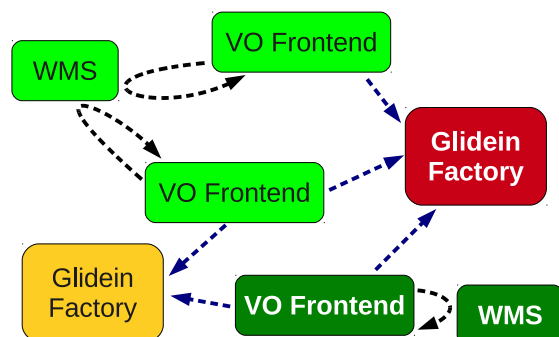 VO Frontend
WMS
Glidein
Factory
VO Frontend
Glidein
Factory
VO Frontend
WMS